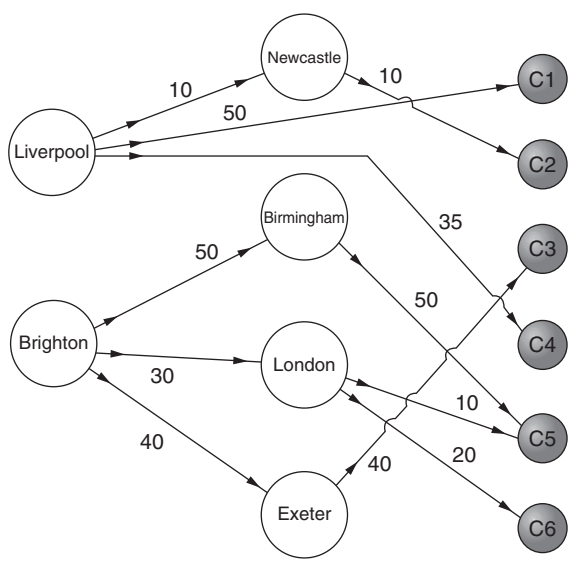 Newcastle
10
10
C1
50
Liverpool
C2
Birmingham
35
C3
50
50
C4
Brighton
London
30
10
C5
40
40
20
Exeter
C6